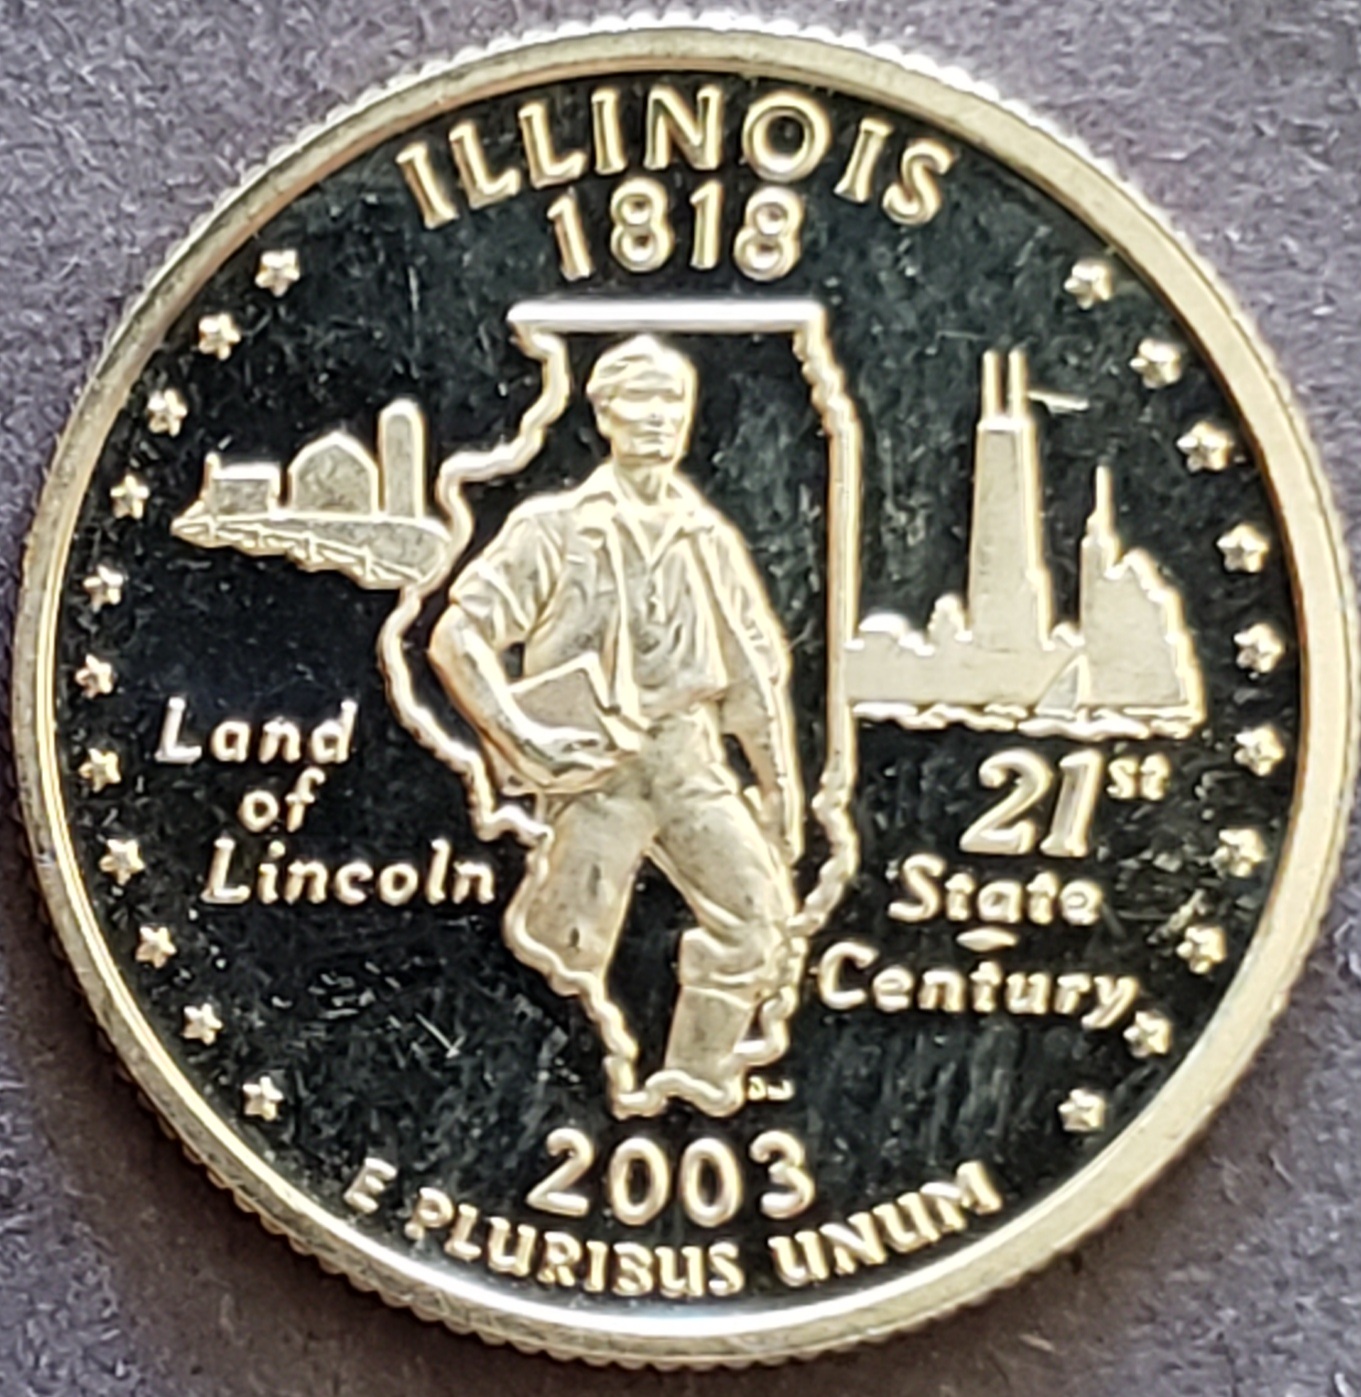 ILLINOIS
1818
Land
of
Lincoln
21st
State
Century
2003
E PLURIBUS UNUM